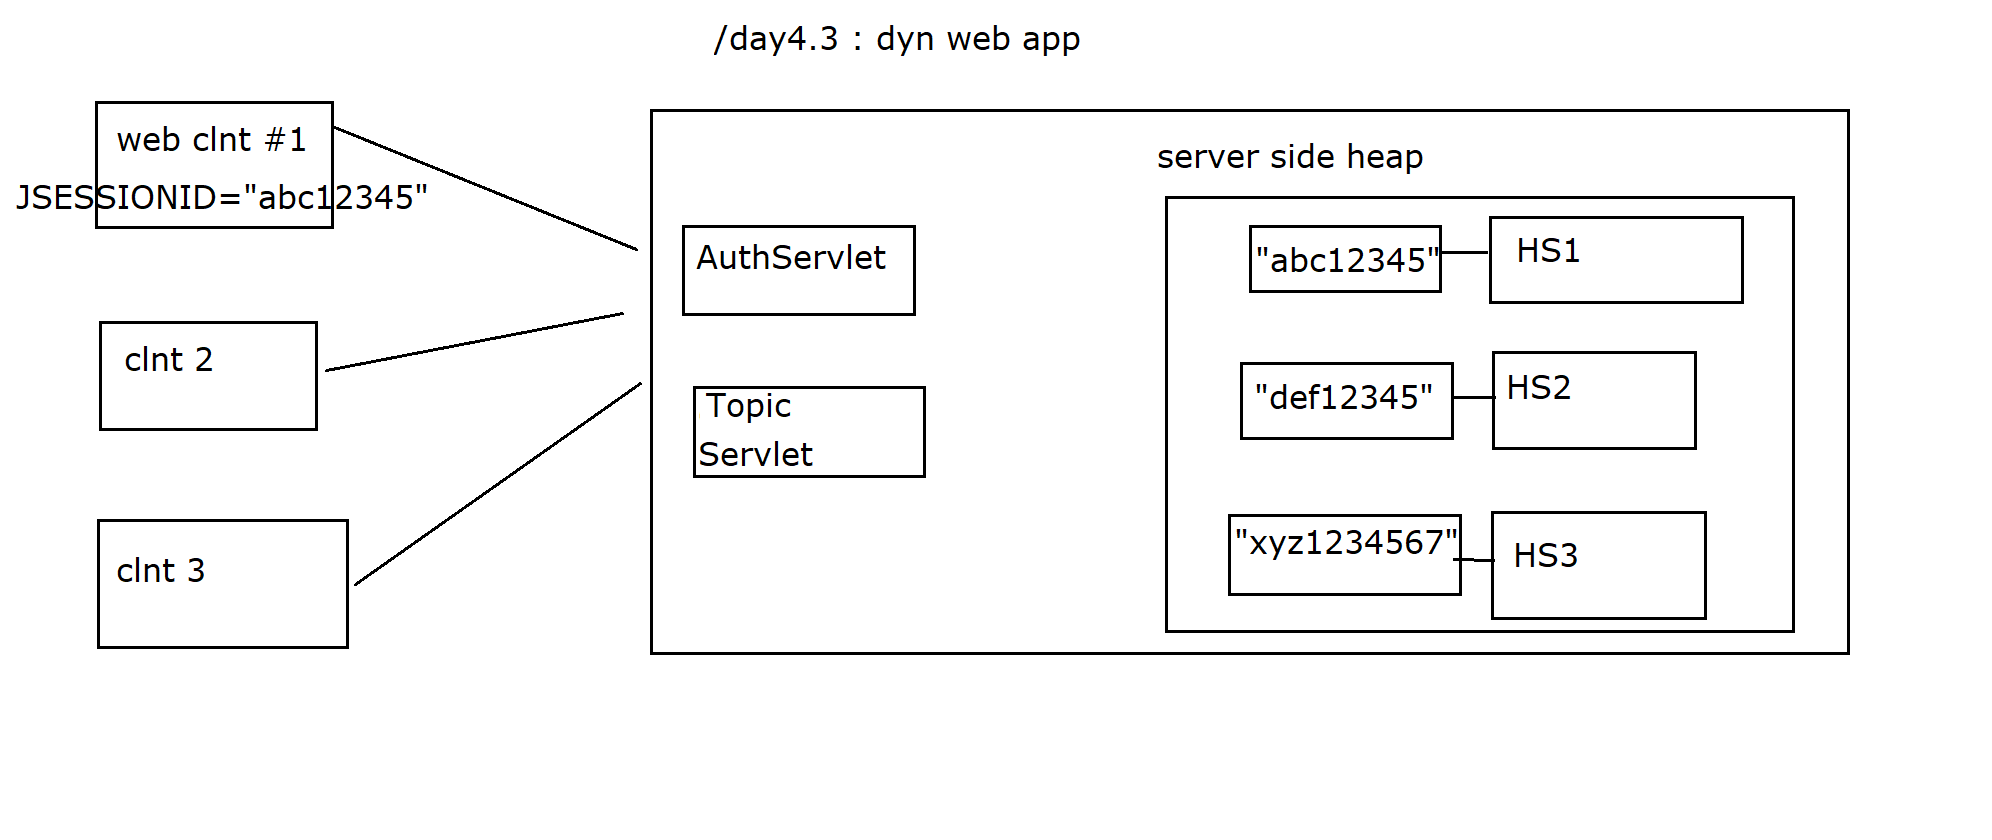 /day4.3 : dyn web app
web clnt #1
JSESSIONID="abc12345"
clnt 2
clnt 3
AuthServlet
Topic
Servlet
server side heap
"abc12345"
HS1
"def12345"
HS2
"xyz1234567"
HS3